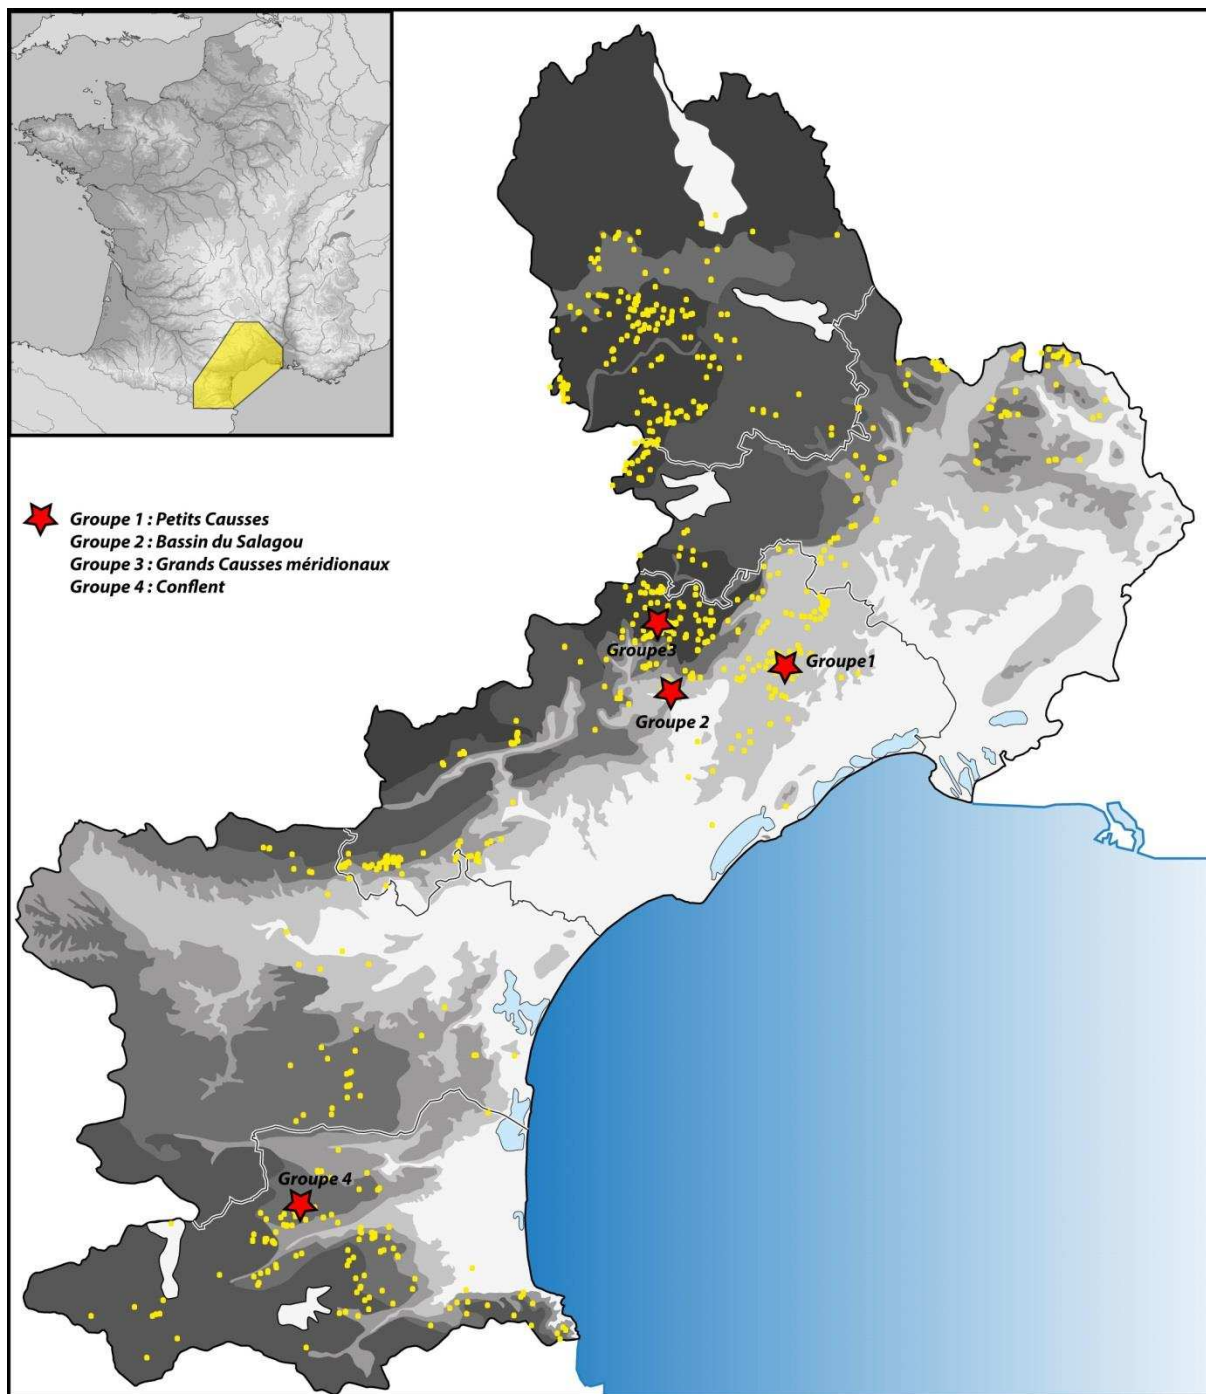 Groupe 1 : Petits Causses
Groupe 2 : Bassin du Salagou
Groupe 3 : Grands Causses méridionaux
Groupe 4 : Conflent
Groupe3
Groupe1
Groupe 2
Groupe 4